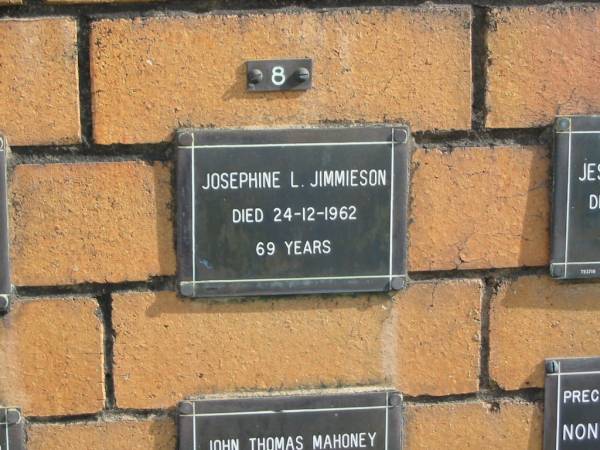 8
JOSEPHINE L. JIMMIESON
DIED 24-12-1962
69 YEARS
JOHN THOMAS MAHONEY